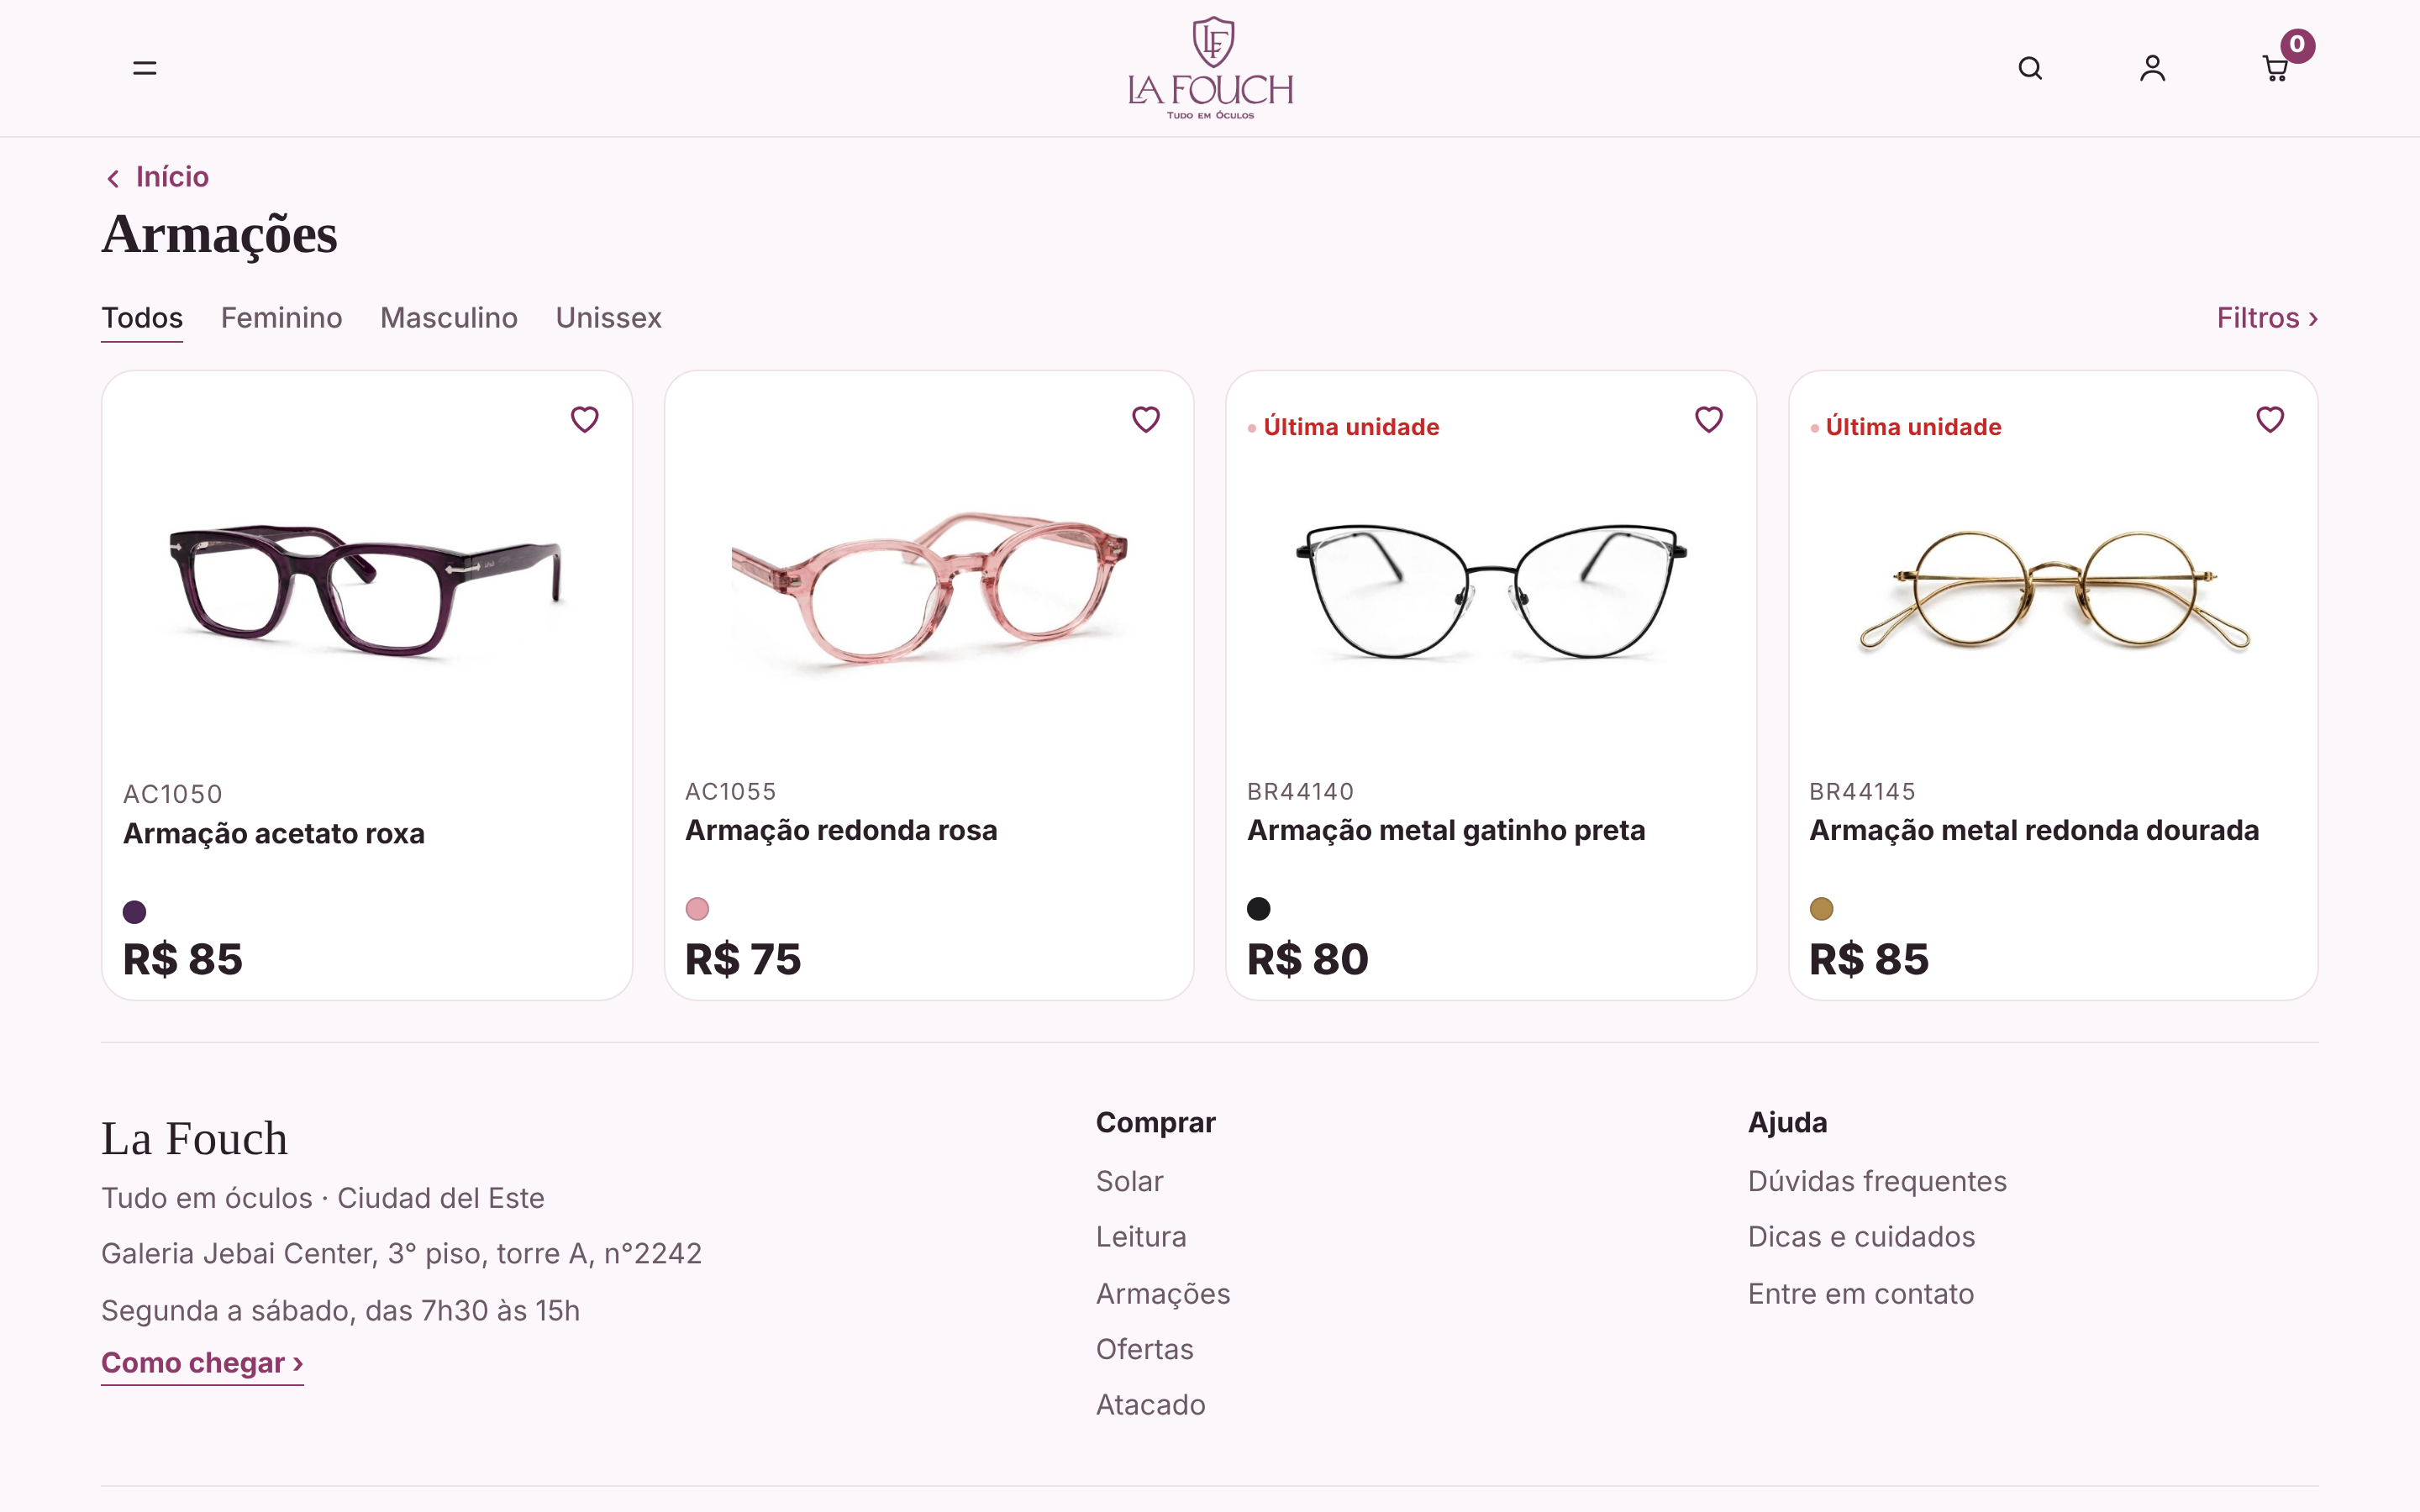 LF
LA FOUCH
TUDO EM ÓCULOS
0
Início
Armações
Todos
Feminino
Masculino
Unissex
Filtros ›
AC1050
Armação acetato roxa
R$ 85
AC1055
Armação redonda rosa
R$ 75
Última unidade
BR44140
Armação metal gatinho preta
R$ 80
Última unidade
BR44145
Armação metal redonda dourada
R$ 85
La Fouch
Tudo em óculos · Ciudad del Este
Galeria Jebai Center, 3° piso, torre A, n°2242
Segunda a sábado, das 7h30 às 15h
Como chegar ›
Comprar
Solar
Leitura
Armações
Ofertas
Atacado
Ajuda
Dúvidas frequentes
Dicas e cuidados
Entre em contato